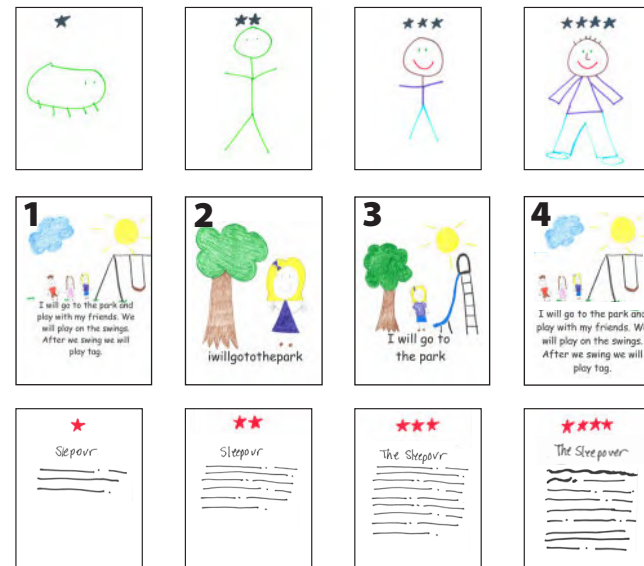 1
I will go to the park and
play with my friends. We
will play on the swings.
After we swing we will
play tag.
2
iwillgotothepark
3
I will go to
the park
4
I will go to the park and
play with my friends. We
will play on the swings.
After we swing we will
play tag.
The
The Sleepover